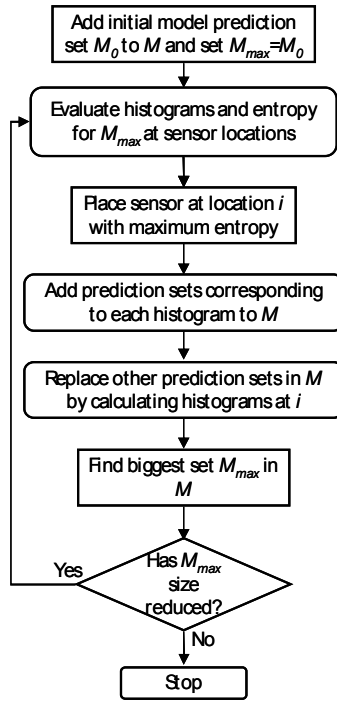 Add initial model prediction
set M0 to M and set Mmax=M0
Evaluate histograms and entropy
for Mmax at sensor locations
Place sensor at location i
with maximum entropy
Add prediction sets corresponding
to each histogram to M
Replace other prediction sets in M
by calculating histograms at i
Find biggest set Mmax in
M
Has Mmax
size
reduced?
Yes
No
Stop